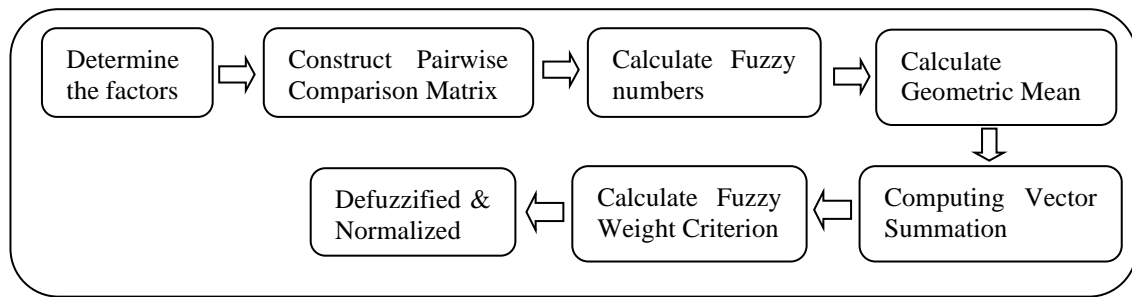 Determine
the factors
Construct Pairwise
Comparison Matrix
Calculate Fuzzy
numbers
Calculate
Geometric Mean
Computing Vector
Summation
Calculate Fuzzy
Weight Criterion
Defuzzified &
Normalized